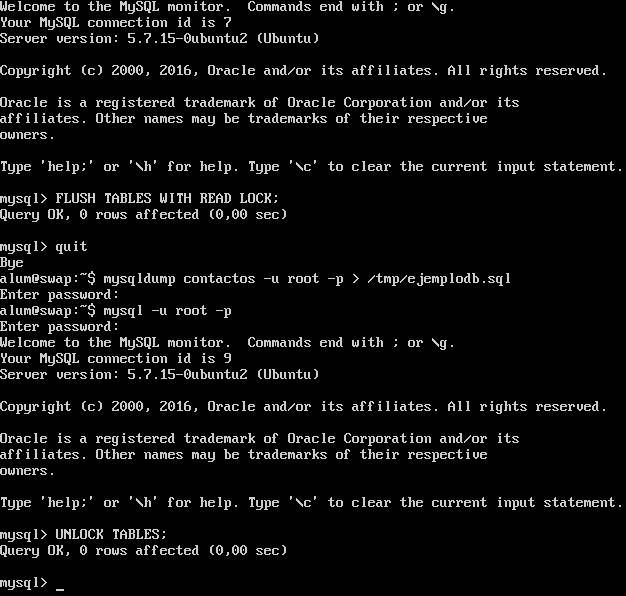 Welcome to the MySQL monitor.  Commands end with ; or \g.
Your MySQL connection id is 7
Server version: 5.7.15-0ubuntu2 (Ubuntu)
Copyright (c) 2000, 2016, Oracle and/or its affiliates. All rights reserved.
Oracle is a registered trademark of Oracle Corporation and/or its
affiliates. Other names may be trademarks of their respective
owners.
Type 'help;' or '\h' for help. Type '\c' to clear the current input statement.
mysql> FLUSH TABLES WITH READ LOCK;
Query OK, 0 rows affected (0,00 sec)
mysql> quit
Bye
alum@swap:~$ mysqldump contactos -u root -p > /tmp/ejemplodb.sql
Enter password:
alum@swap:~$ mysql -u root -p
Enter password:
Welcome to the MySQL monitor.  Commands end with ; or \g.
Your MySQL connection id is 9
Server version: 5.7.15-0ubuntu2 (Ubuntu)
Copyright (c) 2000, 2016, Oracle and/or its affiliates. All rights reserved.
Oracle is a registered trademark of Oracle Corporation and/or its
affiliates. Other names may be trademarks of their respective
owners.
Type 'help;' or '\h' for help. Type '\c' to clear the current input statement.
mysql> UNLOCK TABLES;
Query OK, 0 rows affected (0,00 sec)
mysql> _